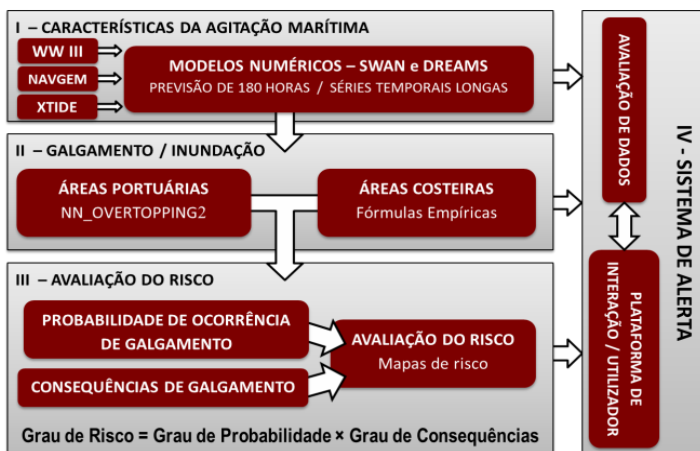 I – CARACTERÍSTICAS DA AGITAÇÃO MARÍTIMA
WW III
NAVGEM
XTIDE
MODELOS NUMÉRICOS – SWAN e DREAMS
PREVISÃO DE 180 HORAS / SÉRIES TEMPORAIS LONGAS
II – GALGAMENTO / INUNDAÇÃO
ÁREAS PORTUÁRIAS
NN_OVERTOPPING2
ÁREAS COSTEIRAS
Fórmulas Empíricas
III – AVALIAÇÃO DO RISCO
PROBABILIDADE DE OCORRÊNCIA
DE GALGAMENTO
CONSEQUÊNCIAS DE GALGAMENTO
AVALIAÇÃO DO RISCO
Mapas de risco
Grau de Risco = Grau de Probabilidade × Grau de Consequências
AVALIAÇÃO DE DADOS
PLATAFORMA DE
INTERAÇÃO / UTILIZADOR
IV - SISTEMA DE ALERTA